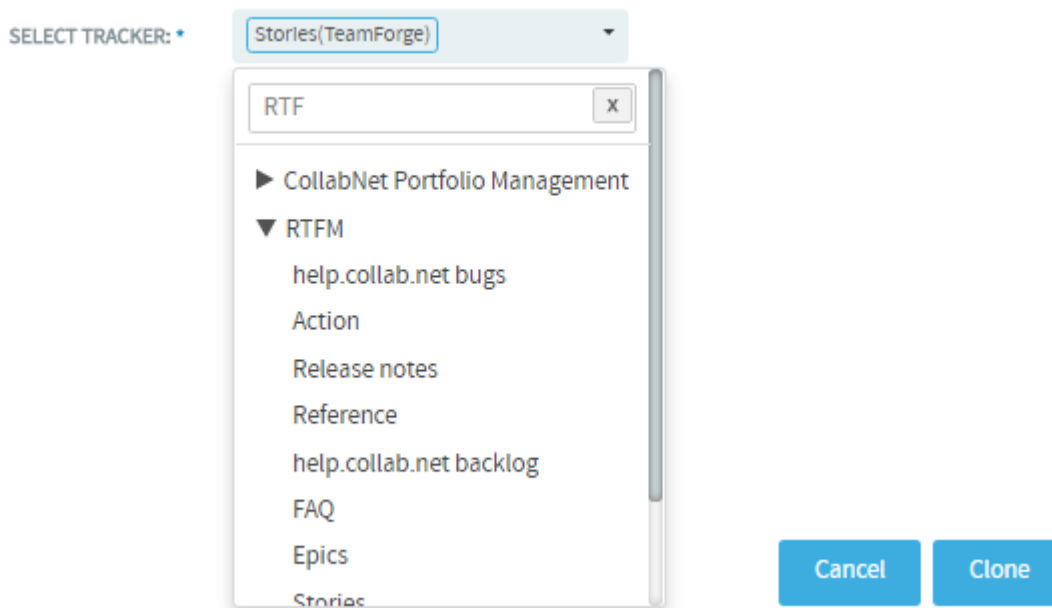 SELECT TRACKER: *
Stories(TeamForge)
RTF
X
CollabNet Portfolio Management
RTFM
help.collab.net bugs
Action
Release notes
Reference
help.collab.net backlog
FAQ
Epics
Stories
Cancel
Clone